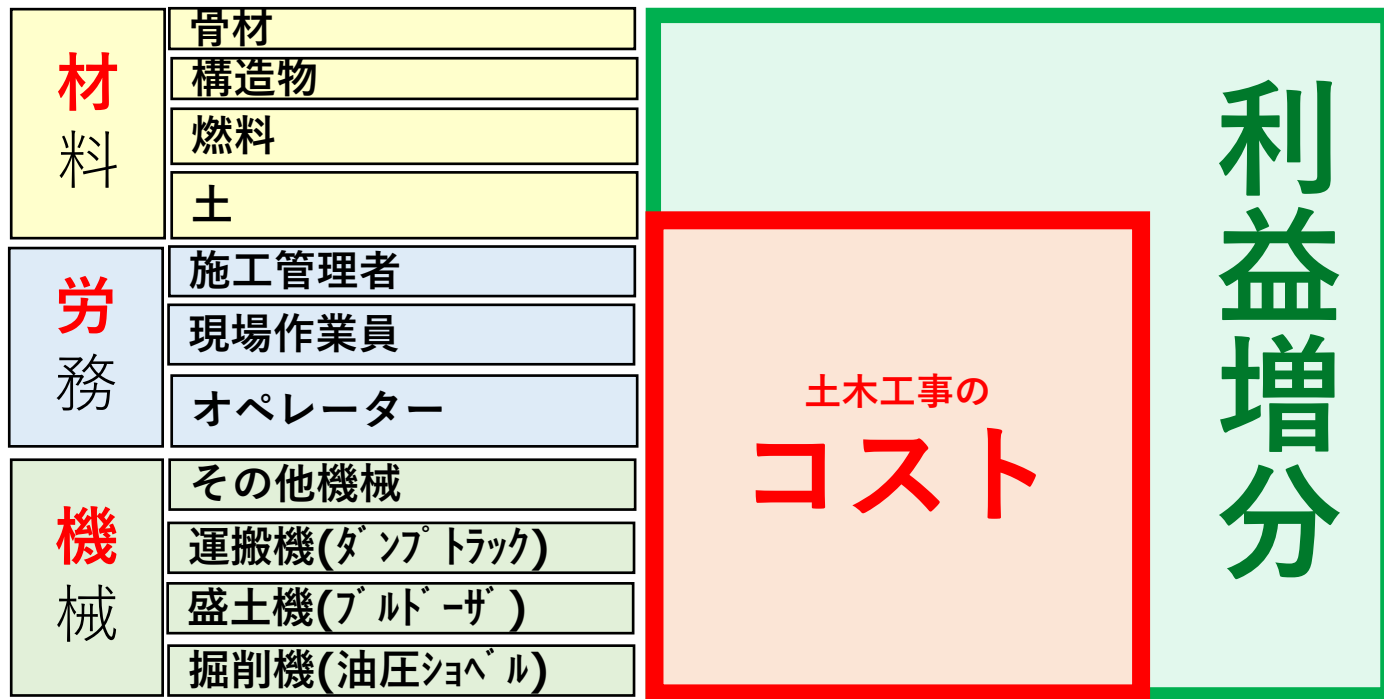 材料
骨材
構造物
燃料
土
労務
施工管理者
現場作業員
オペレーター
機械
その他機械
運搬機(ﾀﾞﾝﾌﾟﾄﾗｯｸ)
盛土機(ﾌﾞﾙﾄﾞｰｻﾞ)
掘削機(油圧ｼｮﾍﾞﾙ)
土木工事の
コスト
利益増分